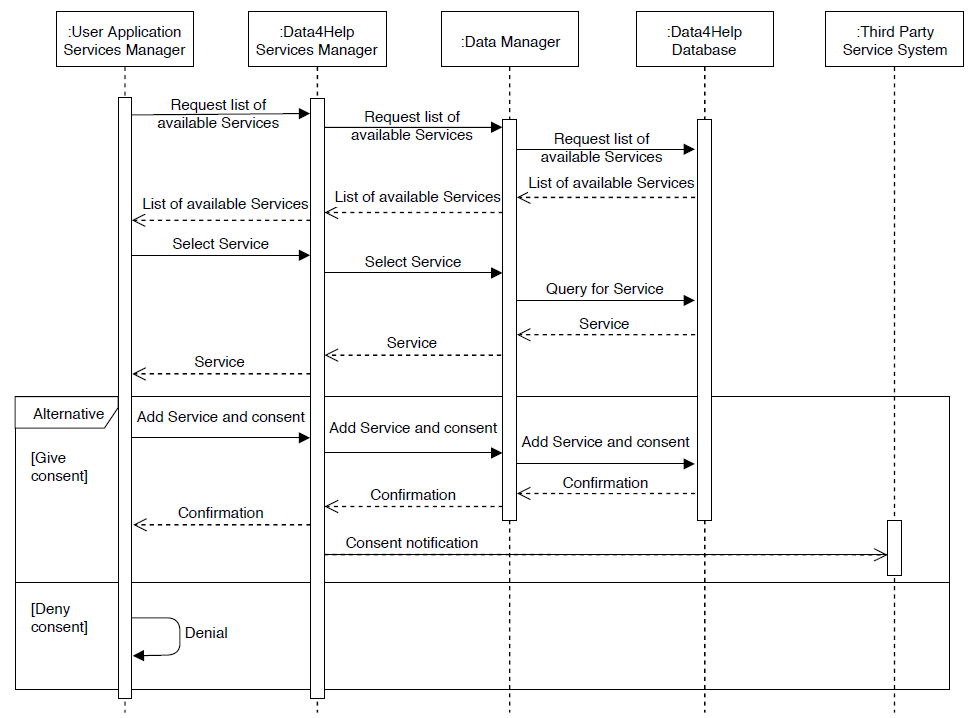 :User Application
Services Manager
:Data4Help
Services Manager
:Data Manager
:Data4Help
Database
:Third Party
Service System
Request list of
available Services
Request list of
available Services
Request list of
available Services
List of available Services
List of available Services
List of available Services
Select Service
Select Service
Query for Service
Service
Service
Service
Alternative
Add Service and consent
Add Service and consent
Add Service and consent
[Give
consent]
Confirmation
Confirmation
Confirmation
Consent notification
[Deny
consent]
Denial